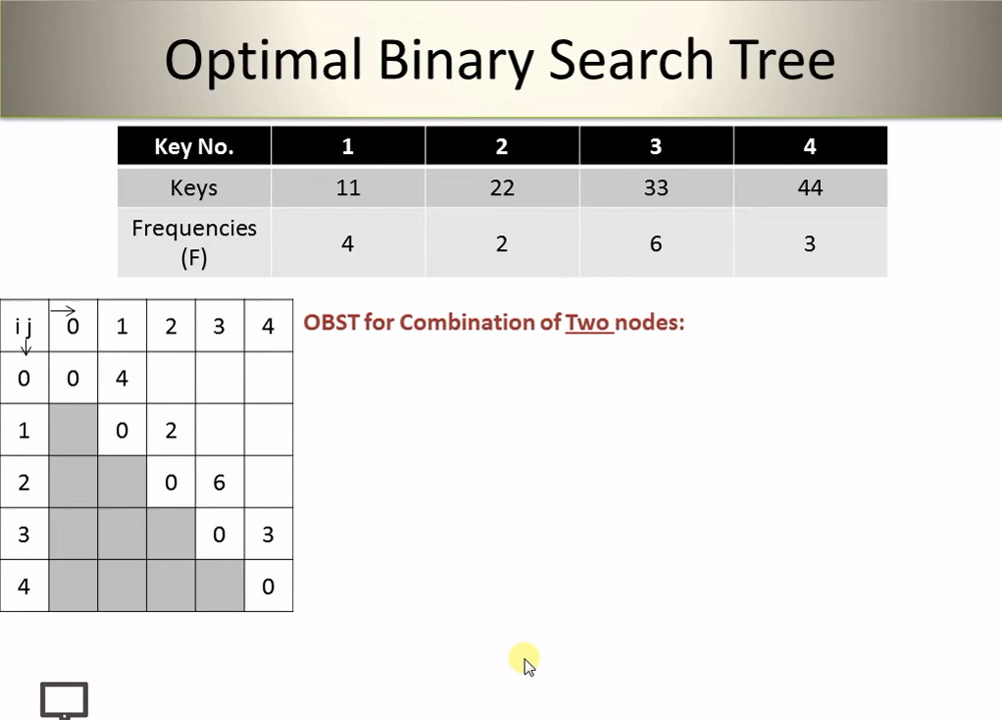 Optimal Binary Search Tree
Key No. 1 2 3 4
Keys 11 22 33 44
Frequencies
(F) 4 2 6 3
i j 0 1 2 3 4
0 0 4
1 0 2
2 0 6
3 0 3
4 0
OBST for Combination of Two nodes: